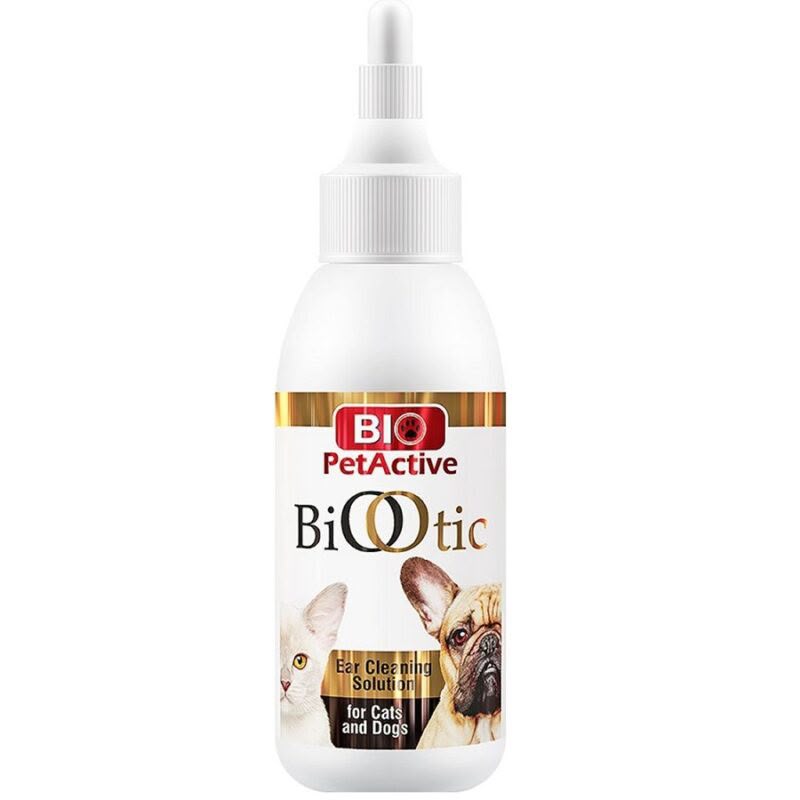 BIO
PetActive
BiOOtic
Ear Cleaning
Solution
for Cats
and Dogs